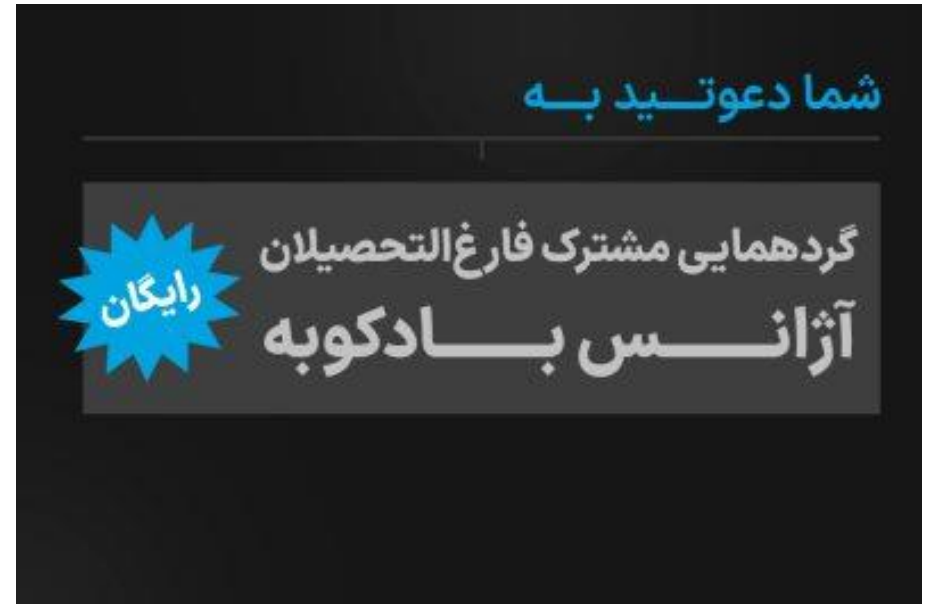 شما دعوتید به
گردهمایی مشترک فارغ‌التحصیلان
آژانس بادکوبه
رایگان